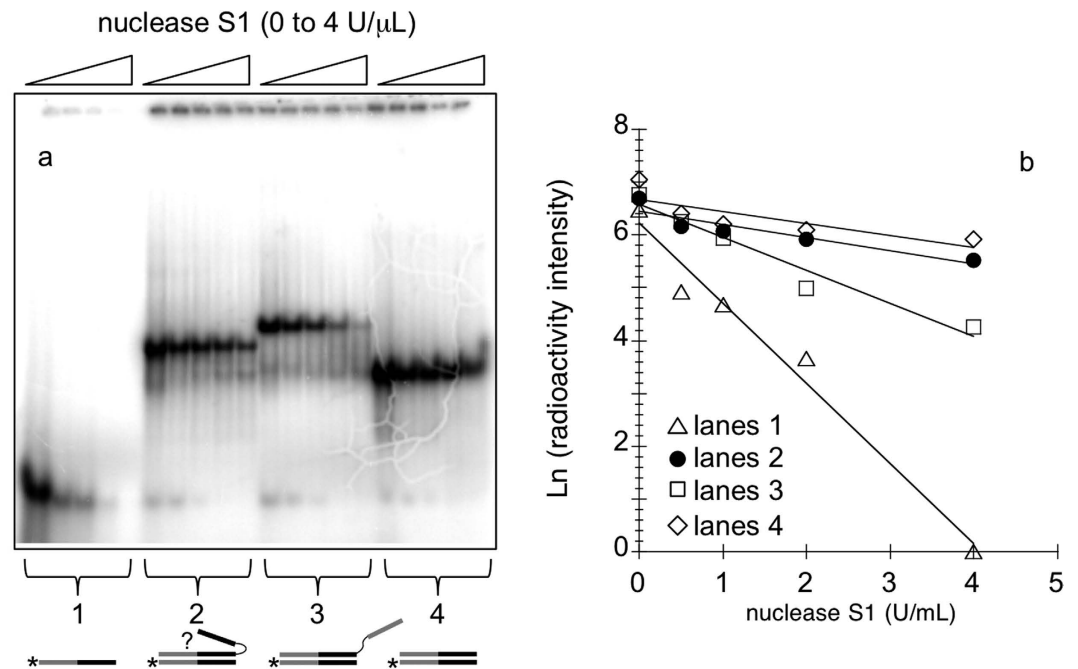 nuclease S1 (0 to 4 U/μL)
a
1
2
3
4
?
*
*
*
*
b
8
6
4
2
0
Ln (radioactivity intensity)
lanes 1
lanes 2
lanes 3
lanes 4
0
1
2
3
4
5
nuclease S1 (U/mL)